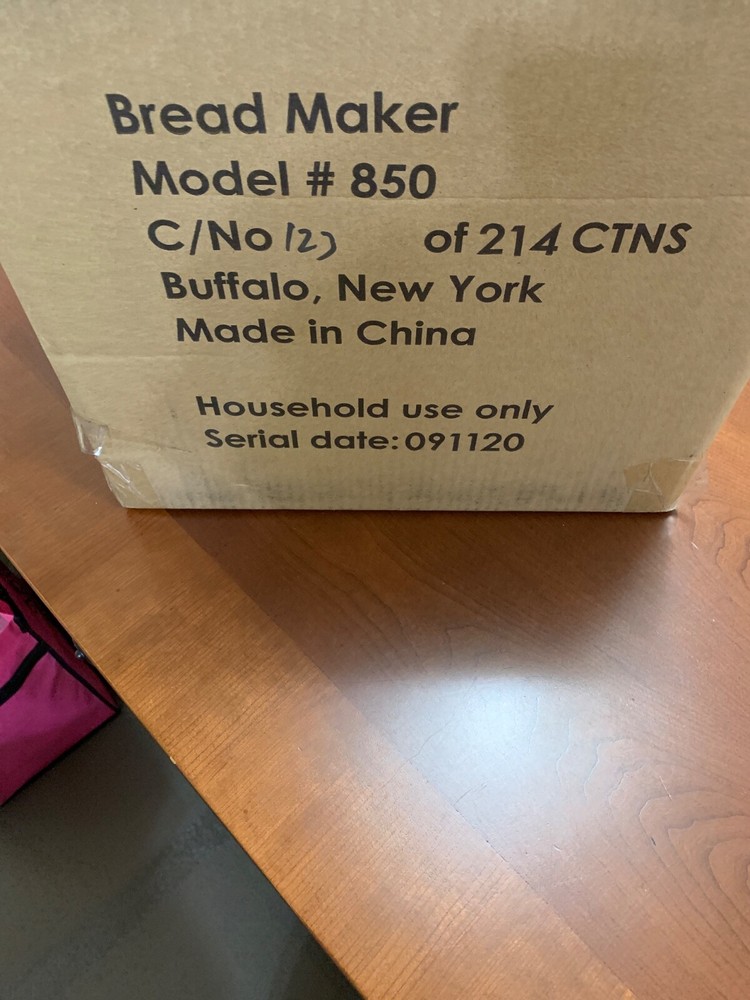 Bread Maker
Model # 850
C/No 123 of 214 CTNS
Buffalo, New York
Made in China
Household use only
Serial date: 091120